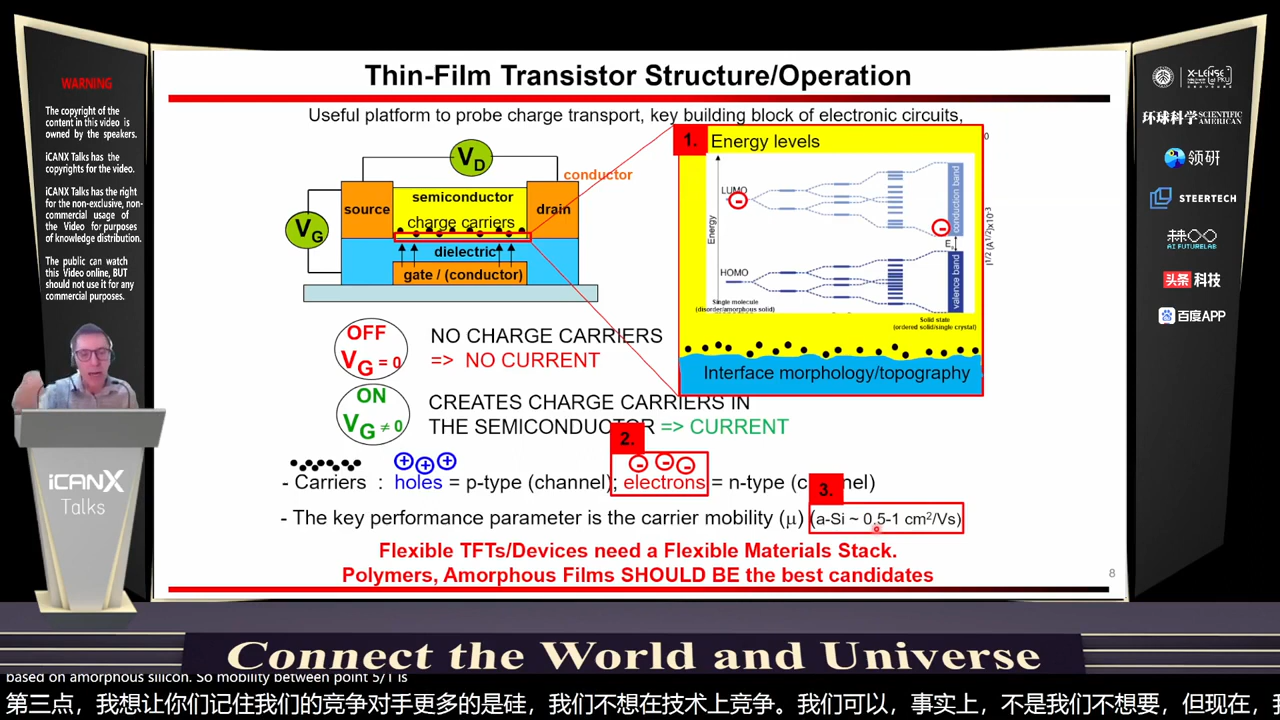 WARNING
The copyright of the
content in this video is
owned by the speakers.
iCANX Talks has the
copyrights for the video.
iCANX Talks has the right
for the non-exclusive, non-
commercial usage of
the Video for purposes
of knowledge distribution.
The public can watch
this Video online, BUT
should not use it for any
commercial purposes.
Thin-Film Transistor Structure/Operation
Useful platform to probe charge transport, key building block of electronic circuits,
VD
conductor
source
semiconductor
charge carriers
drain
VG
dielectric
gate / (conductor)
1. Energy levels
LUMO
Energy
HOMO
conduction band
valence band
Single molecule
(disorder/amorphous solid)
Solid state
(ordered solid/single crystal)
Interface morphology/topography
0
I1/2 (A1/2)×10-3
OFF
VG = 0
NO CHARGE CARRIERS
=> NO CURRENT
ON
VG ≠ 0
CREATES CHARGE CARRIERS IN
THE SEMICONDUCTOR => CURRENT
2.
- Carriers : holes = p-type (channel); electrons = n-type (c nel)
3.
- The key performance parameter is the carrier mobility (μ) (a-Si ~ 0.5-1 cm²/Vs)
Flexible TFTs/Devices need a Flexible Materials Stack.
Polymers, Amorphous Films SHOULD BE the best candidates
8
X-LENSE
环球科学 SCIENTIFIC AMERICAN
领研
STEERTECH
AI FUTURELAB
头条 科技
百度APP
iCANX
Talks
Connect the World and Universe
based on amorphous silicon. So mobility between point 5/1 is
第三点，我想让你们记住我们的竞争对手更多的是硅，我们不想在技术上竞争。我们可以，事实上，不是我们不想要，但现在，